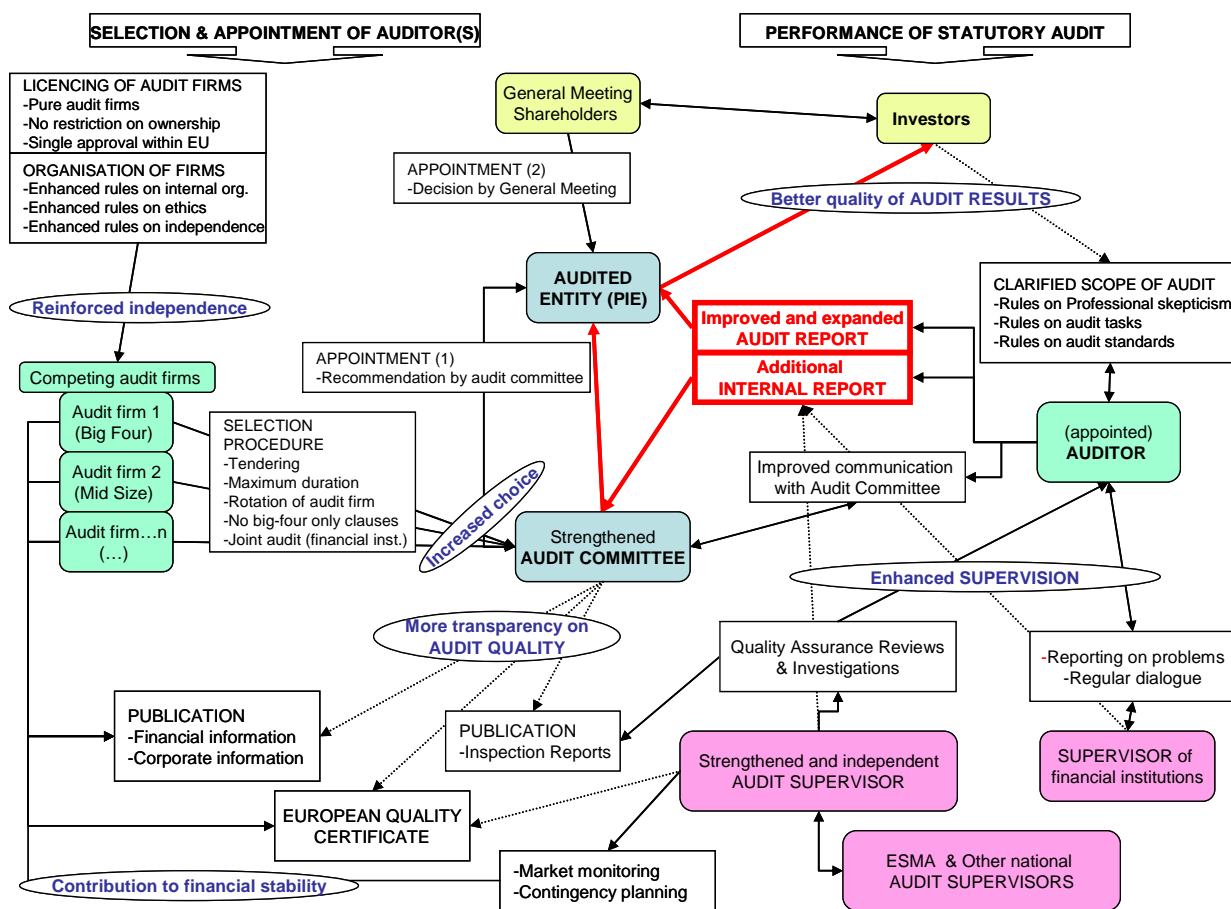 SELECTION & APPOINTMENT OF AUDITOR(S)
PERFORMANCE OF STATUTORY AUDIT
LICENCING OF AUDIT FIRMS
-Pure audit firms
-No restriction on ownership
-Single approval within EU
ORGANISATION OF FIRMS
-Enhanced rules on internal org.
-Enhanced rules on ethics
-Enhanced rules on independence
General Meeting
Shareholders
Investors
APPOINTMENT (2)
-Decision by General Meeting
Better quality of AUDIT RESULTS
Reinforced independence
AUDITED
ENTITY (PIE)
CLARIFIED SCOPE OF AUDIT
-Rules on Professional skepticism
-Rules on audit tasks
-Rules on audit standards
Improved and expanded
AUDIT REPORT
Additional
INTERNAL REPORT
APPOINTMENT (1)
-Recommendation by audit committee
Competing audit firms
Audit firm 1
(Big Four)
Audit firm 2
(Mid Size)
Audit firm…n
(…)
SELECTION
PROCEDURE
-Tendering
-Maximum duration
-Rotation of audit firm
-No big-four only clauses
-Joint audit (financial inst.)
Increased choice
(appointed)
AUDITOR
Improved communication
with Audit Committee
Strengthened
AUDIT COMMITTEE
Enhanced SUPERVISION
More transparency on
AUDIT QUALITY
Quality Assurance Reviews
& Investigations
-Reporting on problems
-Regular dialogue
PUBLICATION
-Financial information
-Corporate information
PUBLICATION
-Inspection Reports
Strengthened and independent
AUDIT SUPERVISOR
SUPERVISOR of
financial institutions
EUROPEAN QUALITY
CERTIFICATE
ESMA & Other national
AUDIT SUPERVISORS
-Market monitoring
-Contingency planning
Contribution to financial stability